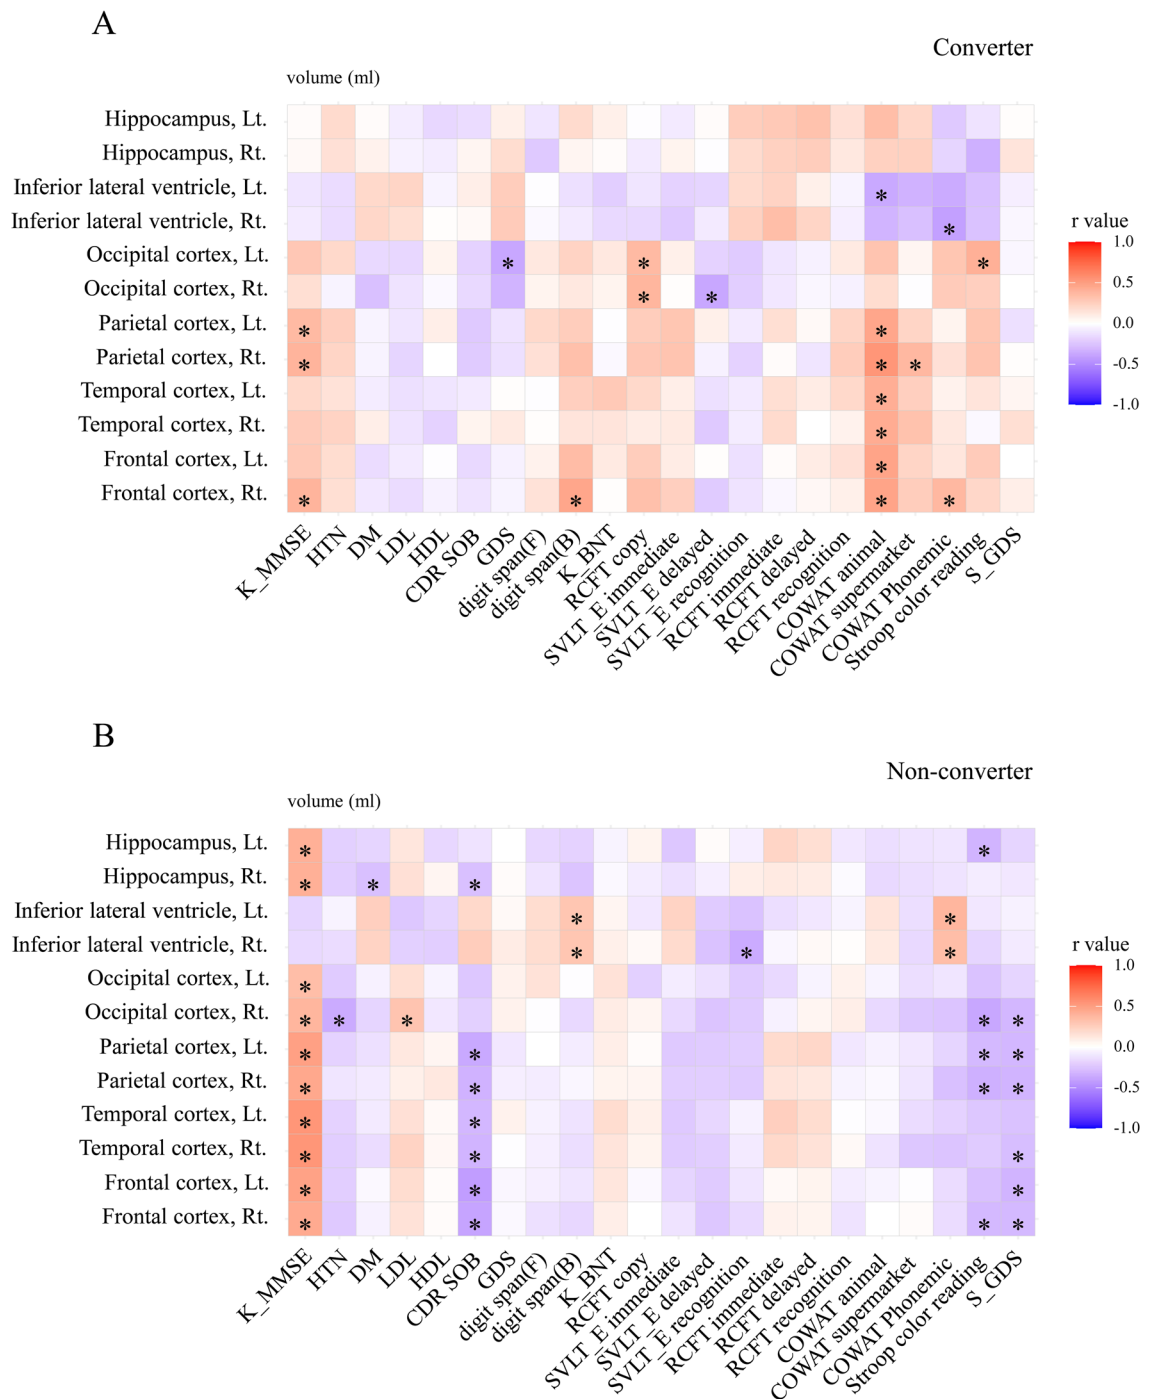 A
Converter
volume (ml)
Hippocampus, Lt.
Hippocampus, Rt.
Inferior lateral ventricle, Lt.
Inferior lateral ventricle, Rt.
Occipital cortex, Lt.
Occipital cortex, Rt.
Parietal cortex, Lt.
Parietal cortex, Rt.
Temporal cortex, Lt.
Temporal cortex, Rt.
Frontal cortex, Lt.
Frontal cortex, Rt.
K_MMSE
HTN
DM
LDL
HDL
CDR SOB
GDS
digit span(F)
digit span(B)
K_BNT
RCFT copy
SVLT_E immediate
SVLT_E delayed
SVLT_E recognition
RCFT immediate
RCFT delayed
RCFT recognition
COWAT animal
COWAT supermarket
COWAT Phonemic
Stroop color reading
S_GDS
r value
1.0
0.5
0.0
-0.5
-1.0
B
Non-converter
volume (ml)
Hippocampus, Lt.
Hippocampus, Rt.
Inferior lateral ventricle, Lt.
Inferior lateral ventricle, Rt.
Occipital cortex, Lt.
Occipital cortex, Rt.
Parietal cortex, Lt.
Parietal cortex, Rt.
Temporal cortex, Lt.
Temporal cortex, Rt.
Frontal cortex, Lt.
Frontal cortex, Rt.
K_MMSE
HTN
DM
LDL
HDL
CDR SOB
GDS
digit span(F)
digit span(B)
K_BNT
RCFT copy
SVLT_E immediate
SVLT_E delayed
SVLT_E recognition
RCFT immediate
RCFT delayed
RCFT recognition
COWAT animal
COWAT supermarket
COWAT Phonemic
Stroop color reading
S_GDS
r value
1.0
0.5
0.0
-0.5
-1.0